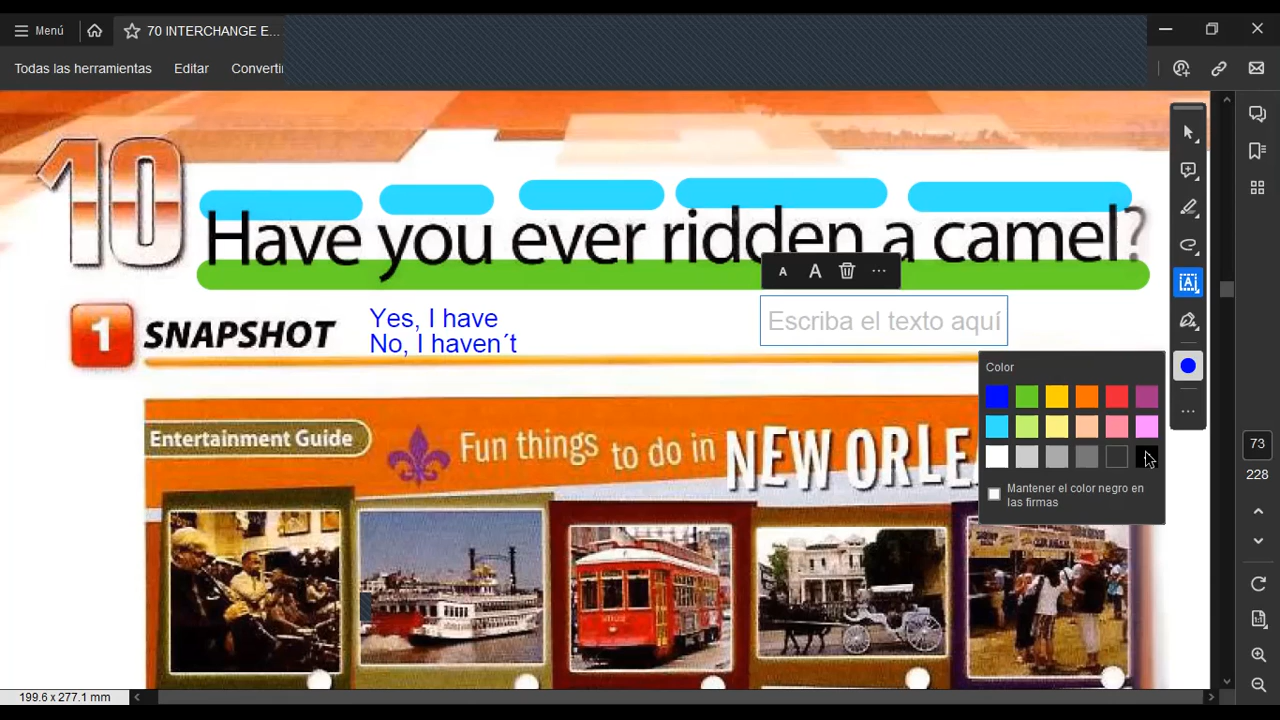 Menú
70 INTERCHANGE E...
Todas las herramientas
Editar
Converti
10
Have you ever ridden a camel?
1 SNAPSHOT
Yes, I have
No, I haven´t
A A ...
Escriba el texto aquí
Color
Mantener el color negro en
las firmas
Entertainment Guide
Fun things to do in NEW ORLE
73
228
199.6 x 277.1 mm